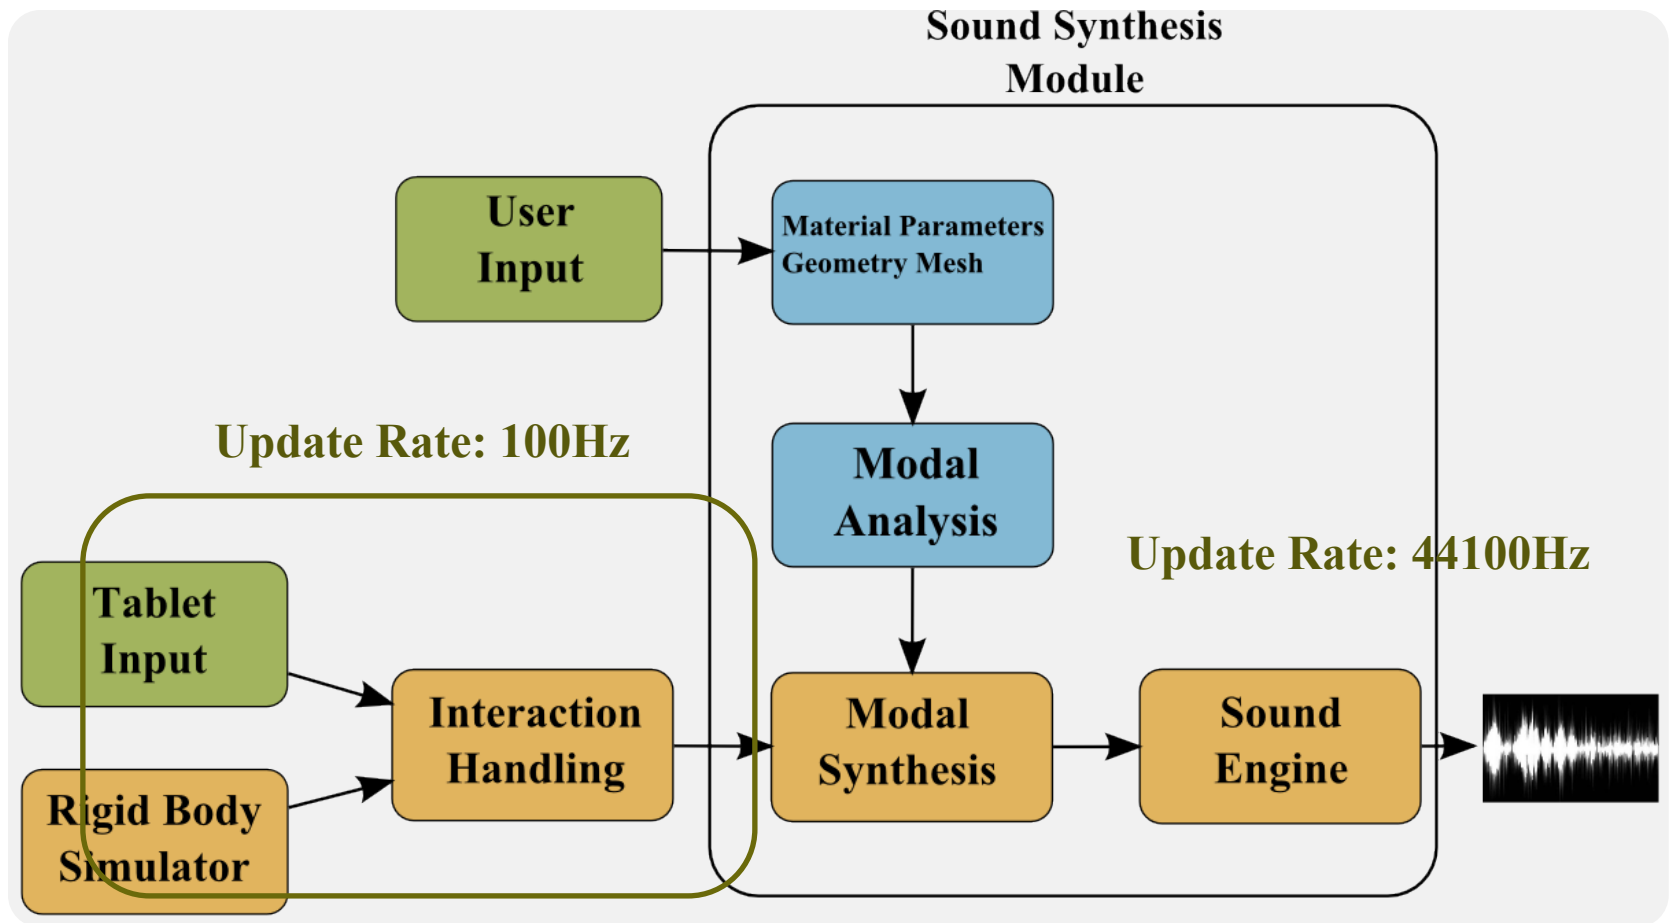 Sound Synthesis
Module
User
Input
Material Parameters
Geometry Mesh
Update Rate: 100Hz
Modal
Analysis
Update Rate: 44100Hz
Tablet
Input
Interaction
Handling
Modal
Synthesis
Sound
Engine
Rigid Body
Simulator